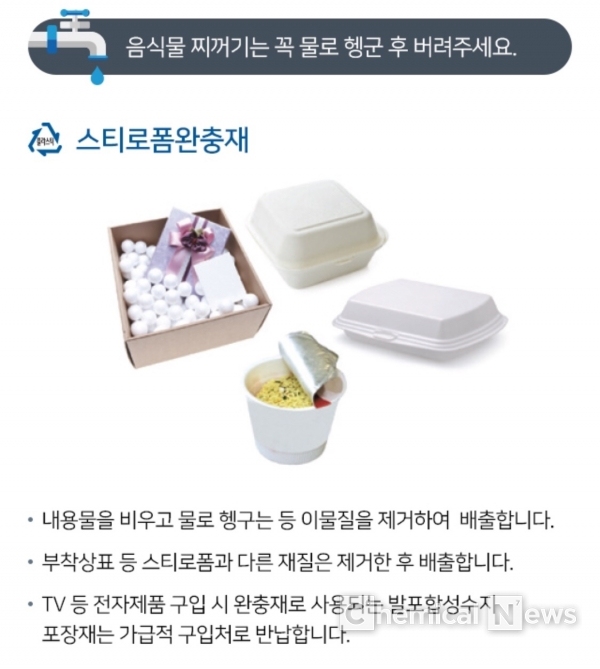 음식물 찌꺼기는 꼭 물로 헹군 후 버려주세요.
플라스틱
스티로폼완충재
• 내용물을 비우고 물로 헹구는 등 이물질을 제거하여 배출합니다.
• 부착상표 등 스티로폼과 다른 재질은 제거한 후 배출합니다.
• TV 등 전자제품 구입 시 완충재로 사용되는 발포합성수지
포장재는 가급적 구입처로 반납합니다.
Chemical News